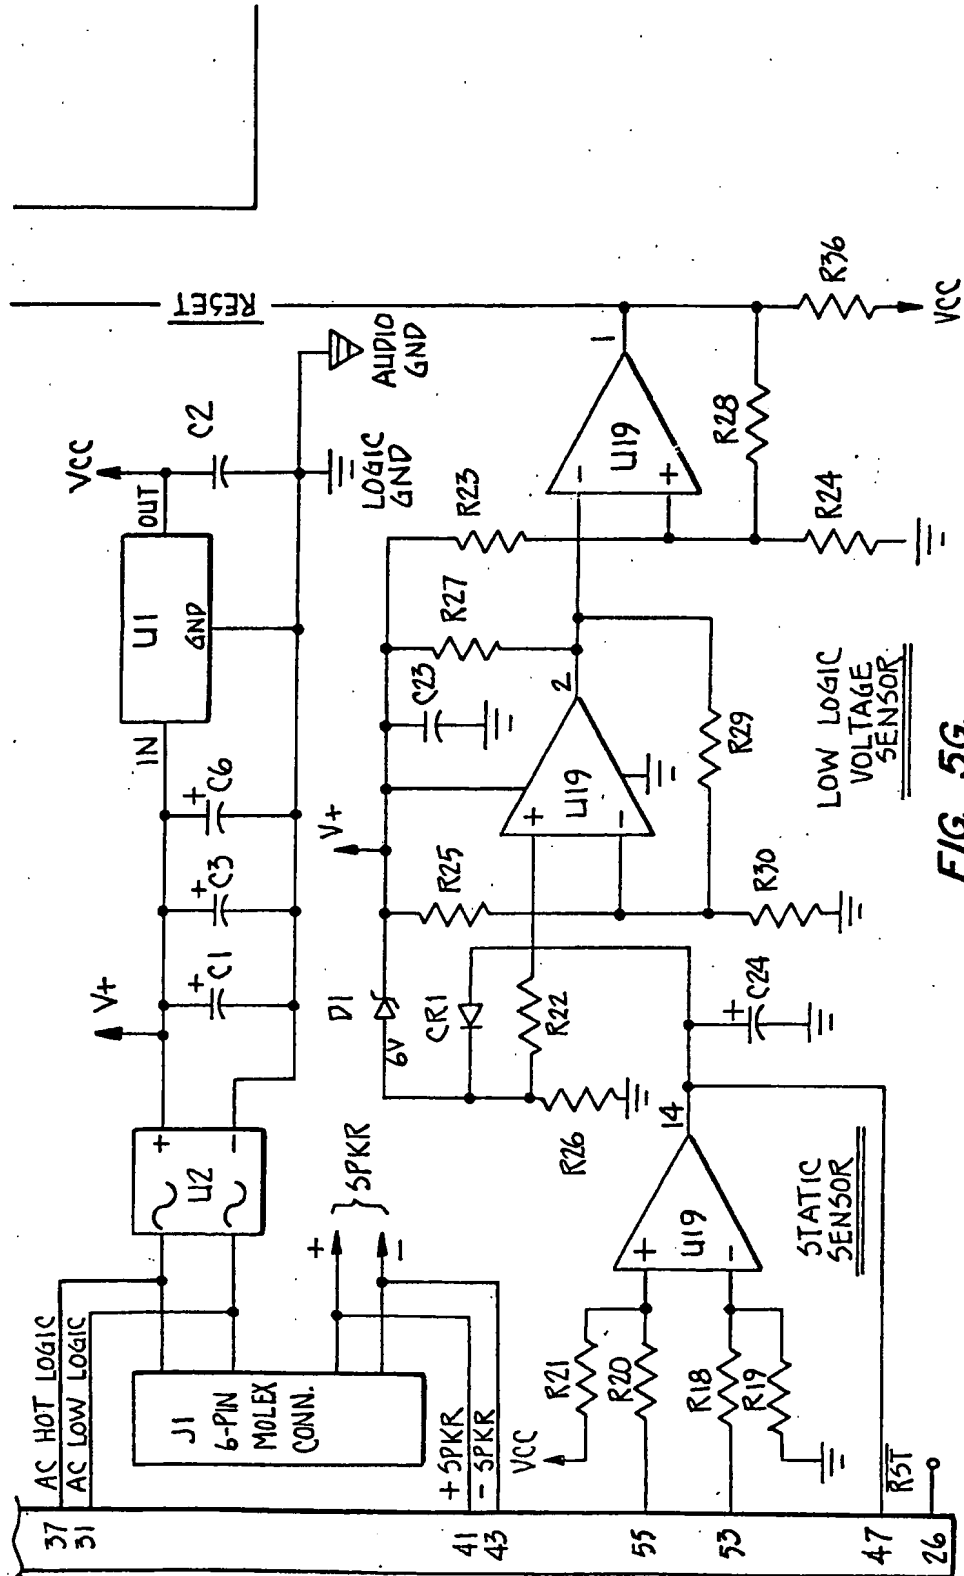 37
31
41
43
55
53
47
26
AC HOT LOGIC
AC LOW LOGIC
+ SPKR
- SPKR
RST
J1
6-PIN
MOLEX
CONN.
+
-
SPKR
U2
+
-
V+
+
C1
+
C3
+
C6
IN
U1
GND
OUT
VCC
C2
LOGIC
GND
AUDIO
GND
RESET
VCC
R21
R20
R18
R19
+
-
U19
14
STATIC
SENSOR
D1
6V
CR1
R22
R26
+
C24
V+
R25
R30
+
-
U19
2
C23
R27
R29
R23
-
+
U19
1
R28
R24
R36
VCC
LOW LOGIC
VOLTAGE
SENSOR
FIG. 5G